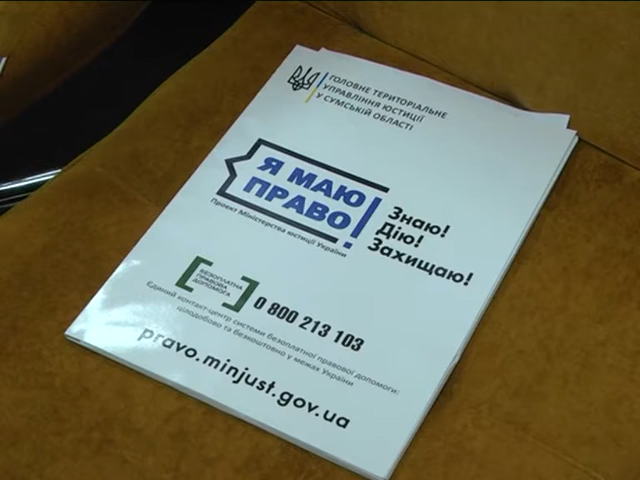 ГОЛОВНЕ ТЕРИТОРІАЛЬНЕ
УПРАВЛІННЯ ЮСТИЦІЇ
У СУМСЬКІЙ ОБЛАСТІ
Я МАЮ
ПРАВО!
Проект Міністерства юстиції України
Знаю!
Дію!
Захищаю!
БЕЗОПЛАТНА
ПРАВОВА
ДОПОМОГА
0 800 213 103
Єдиний контакт-центр системи безоплатної правової допомоги:
цілодобово та безкоштовно у межах України
pravo.minjust.gov.ua